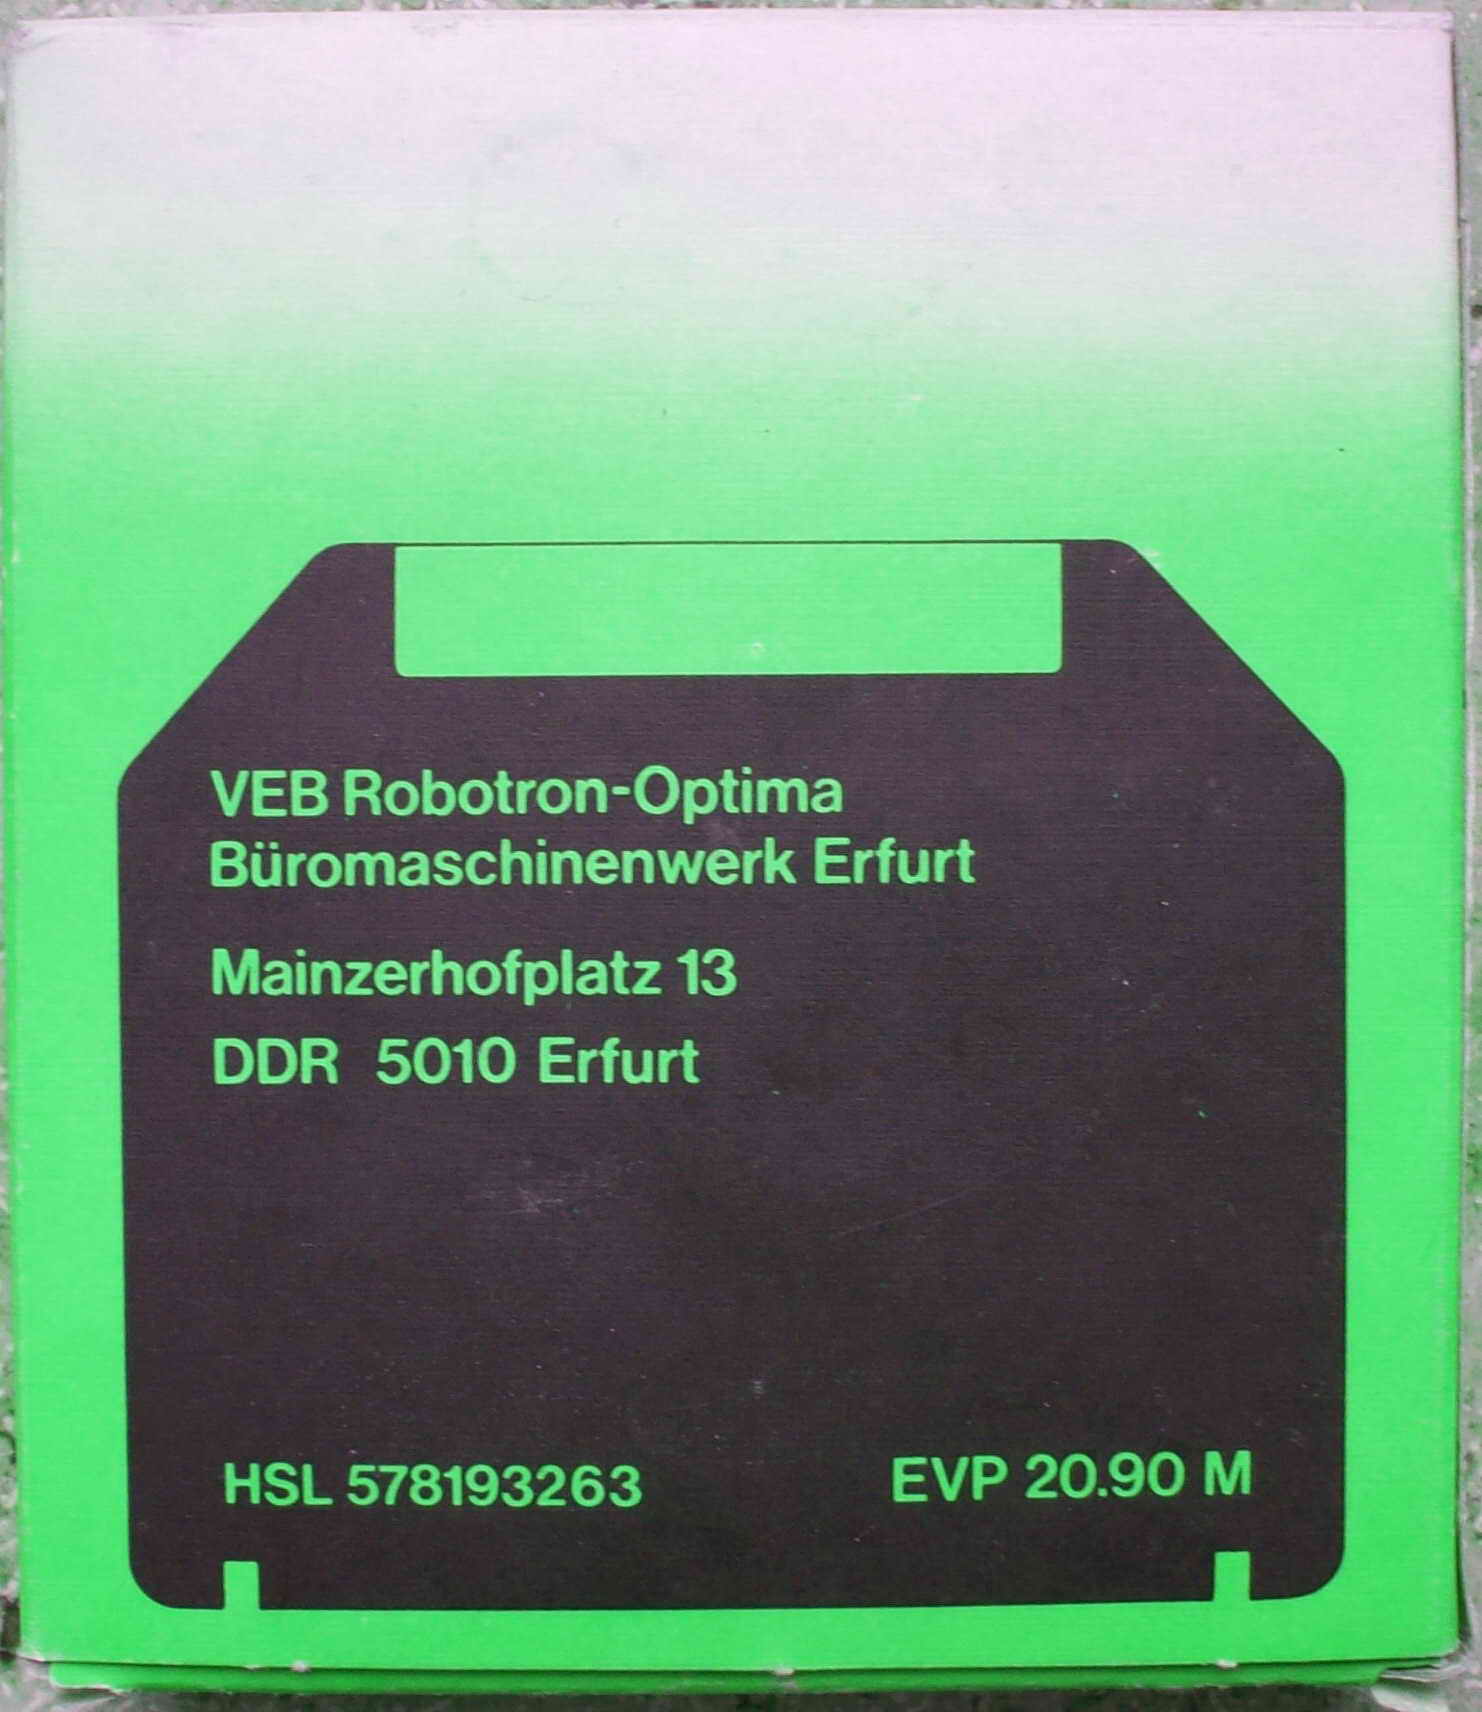 VEB Robotron-Optima
Büromaschinenwerk Erfurt
Mainzerhofplatz 13
DDR 5010 Erfurt
HSL 578193263
EVP 20.90 M